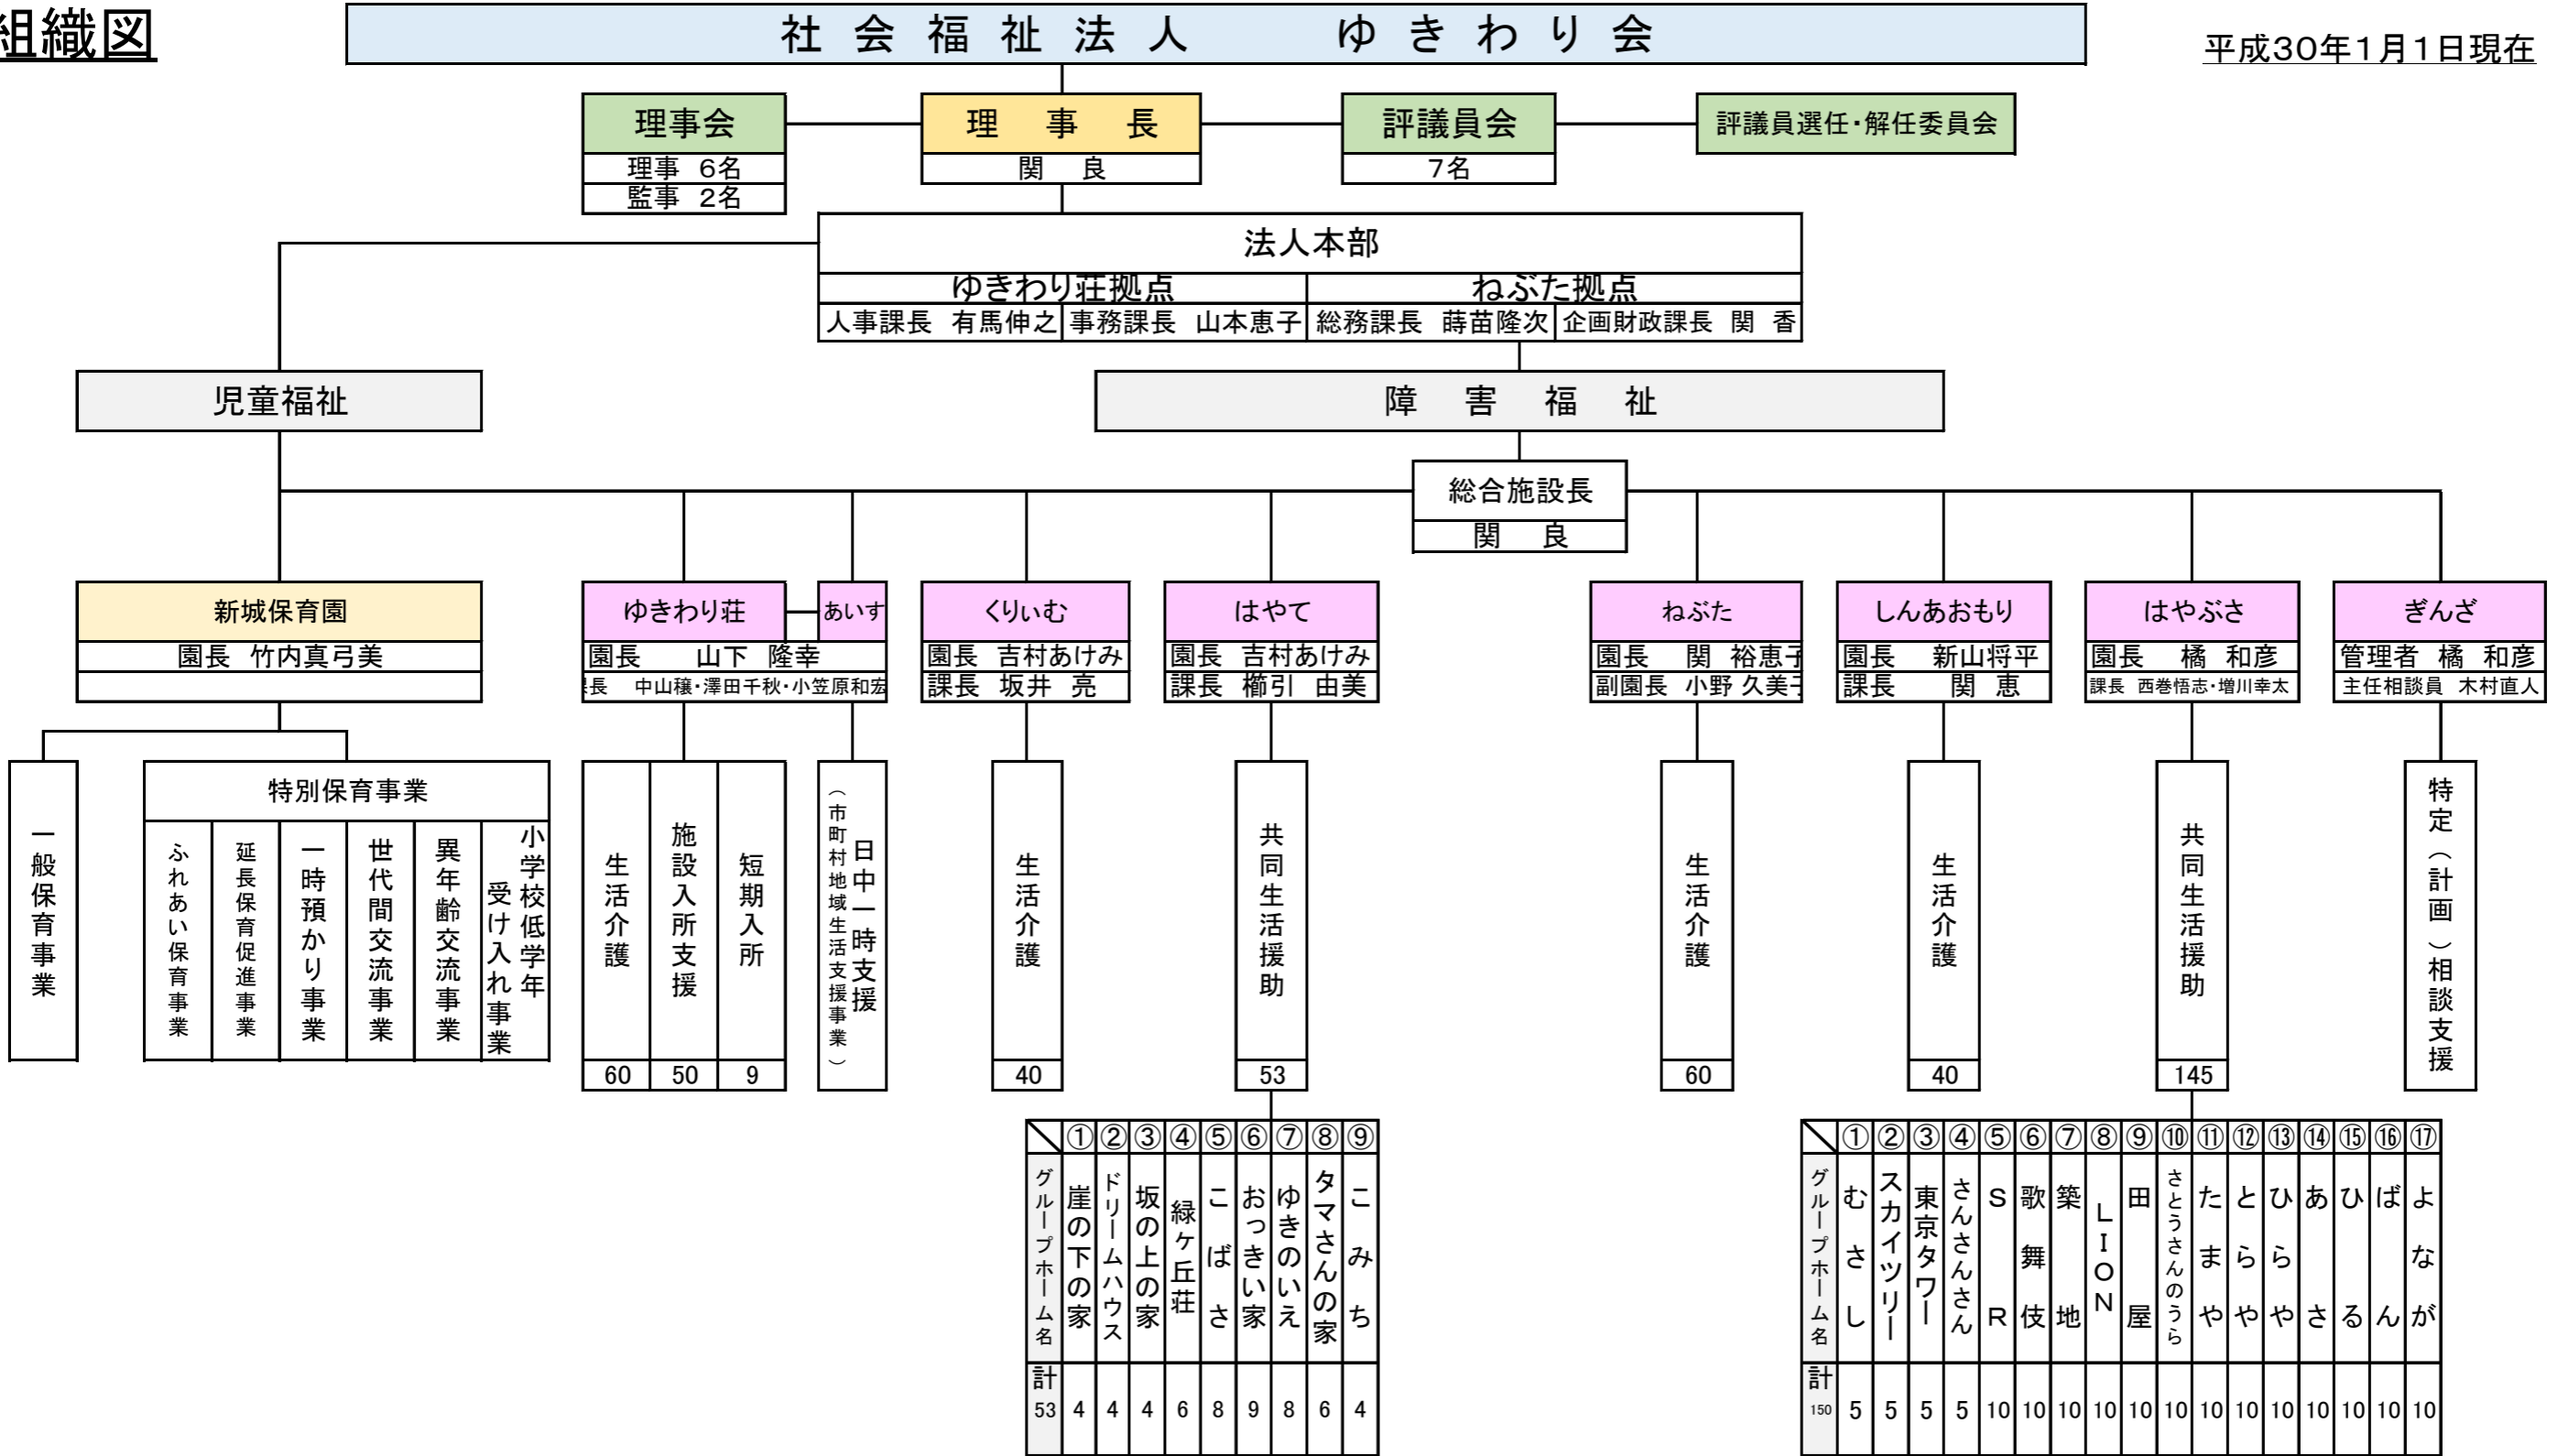 組織図
社会福祉法人　ゆきわり会
平成30年1月1日現在
理事会
理事 6名
監事 2名
理事長
関 良
評議員会
7名
評議員選任・解任委員会
法人本部
ゆきわり荘拠点
ねぶた拠点
人事課長 有馬伸之
事務課長 山本恵子
総務課長 蒔苗隆次
企画財政課長 関 香
児童福祉
障害福祉
総合施設長
関 良
新城保育園
園長 竹内真弓美
ゆきわり荘
あいす
園長 山下 隆幸
長 中山穣・澤田千秋・小笠原和宏
くりぃむ
園長 吉村あけみ
課長 坂井 亮
はやて
園長 吉村あけみ
課長 櫛引 由美
ねぶた
園長 関 裕恵子
副園長 小野 久美子
しんあおもり
園長 新山将平
課長 関 恵
はやぶさ
園長 橘 和彦
課長 西巻悟志・増川幸太
ぎんざ
管理者 橘 和彦
主任相談員 木村直人
一般保育事業
特別保育事業
ふれあい保育事業
延長保育促進事業
一時預かり事業
世代間交流事業
異年齢交流事業
小学校低学年
受け入れ事業
生活介護
60
施設入所支援
50
短期入所
9
日中一時支援
（市町村地域生活支援事業）
生活介護
40
共同生活援助
53
生活介護
60
生活介護
40
共同生活援助
145
特定（計画）相談支援
① ② ③ ④ ⑤ ⑥ ⑦ ⑧ ⑨
グループホーム名
崖の下の家
ドリームハウス
坂の上の家
緑ヶ丘荘
こばさ
おっきい家
ゆきのいえ
タマさんの家
こみち
計
53 4 4 4 6 8 9 8 6 4
① ② ③ ④ ⑤ ⑥ ⑦ ⑧ ⑨ ⑩ ⑪ ⑫ ⑬ ⑭ ⑮ ⑯ ⑰
グループホーム名
むさし
スカイツリー
東京タワー
さんさんさん
SR
歌舞伎
築地
LION
田屋
さとうさんのうら
たまや
とらや
ひらや
あさ
ひる
ばん
よなが
計
150 5 5 5 5 10 10 10 10 10 10 10 10 10 10 10 10 10